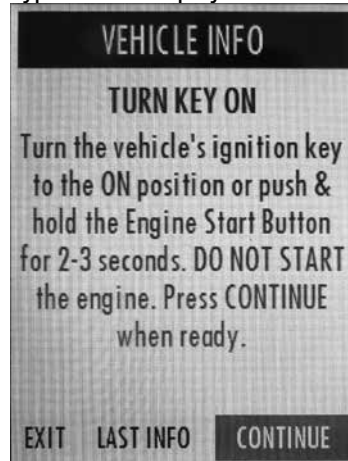 VEHICLE INFO
TURN KEY ON
Turn the vehicle's ignition key
to the ON position or push &
hold the Engine Start Button
for 2-3 seconds. DO NOT START
the engine. Press CONTINUE
when ready.
EXIT LAST INFO CONTINUE